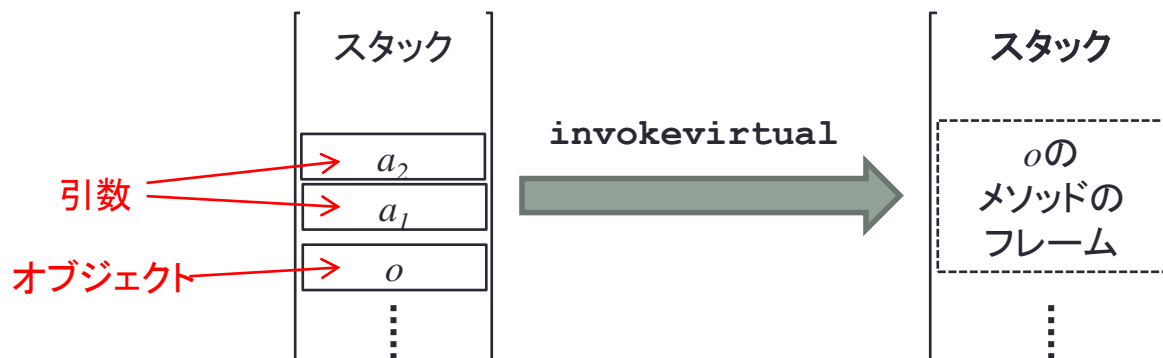 スタック
引数
オブジェクト
a₂
a₁
o
invokevirtual
スタック
oの
メソッドの
フレーム